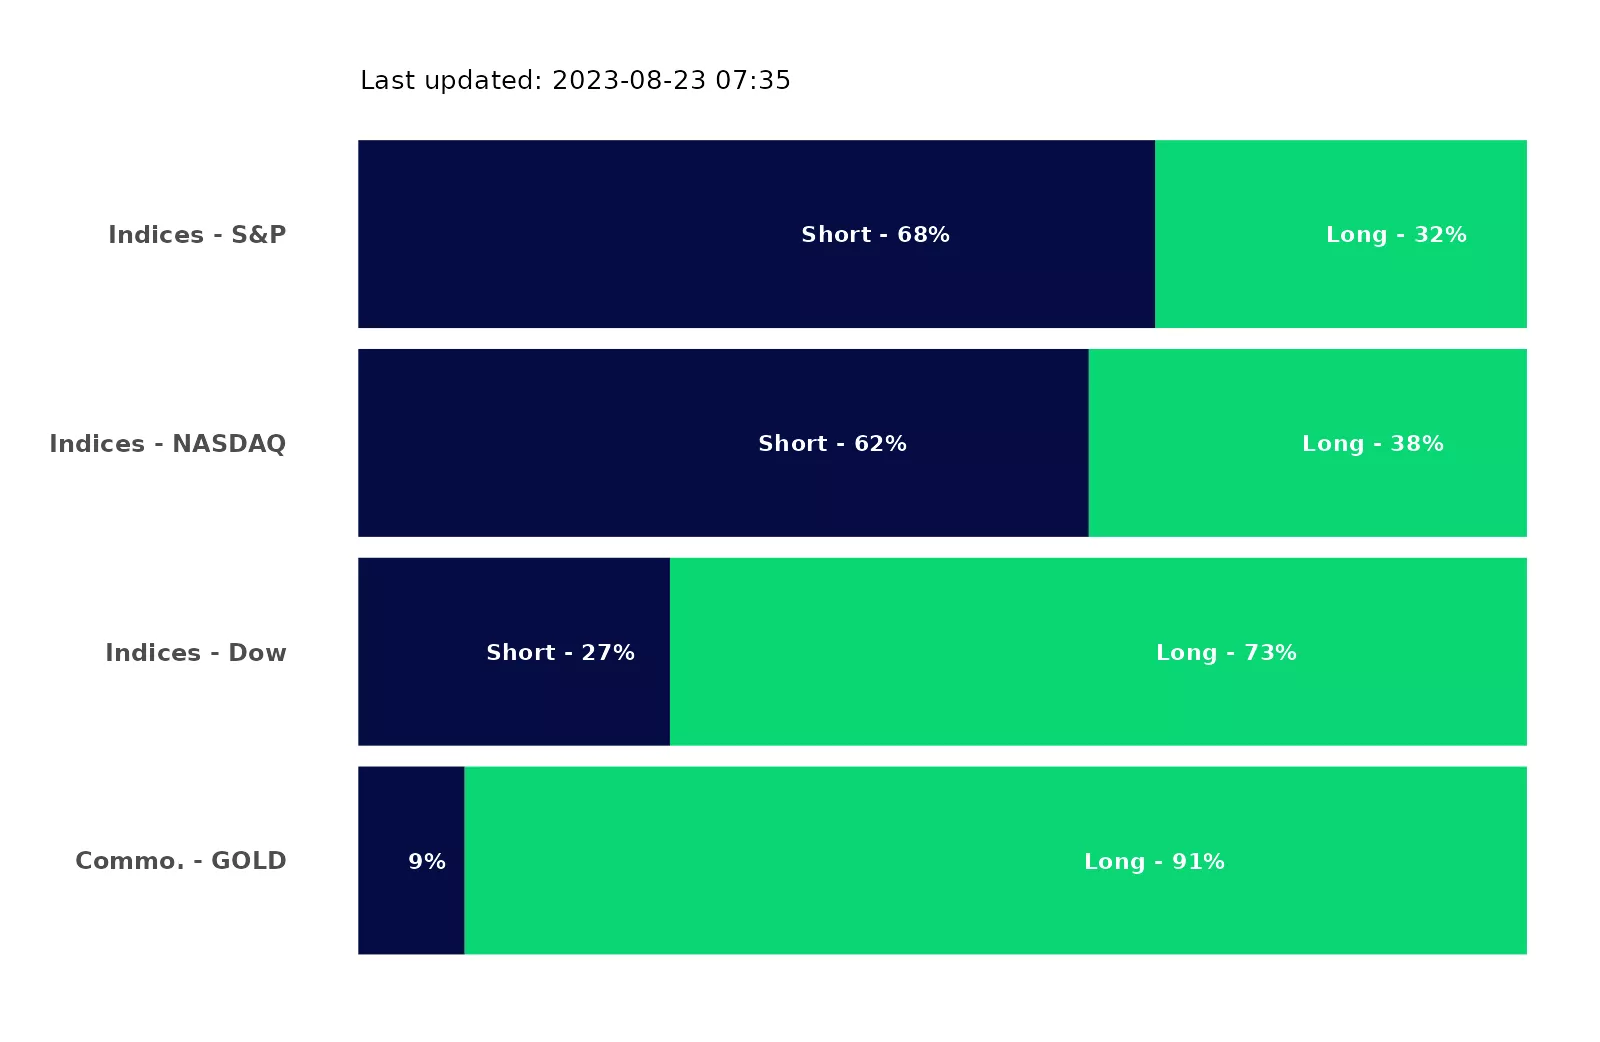 Last updated: 2023-08-23 07:35
Indices - S&P Short - 68% Long - 32%
Indices - NASDAQ Short - 62% Long - 38%
Indices - Dow Short - 27% Long - 73%
Commo. - GOLD 9% Long - 91%